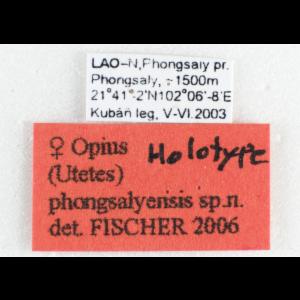 LAO-N,Phongsaly pr.
Phongsaly, ~1500m
21°41'-2'N102°06'-8'E
Kubáň leg, V-VI.2003
♀ Opius Holotype
(Utetes)
phongsalyensis sp.n.
det. FISCHER 2006